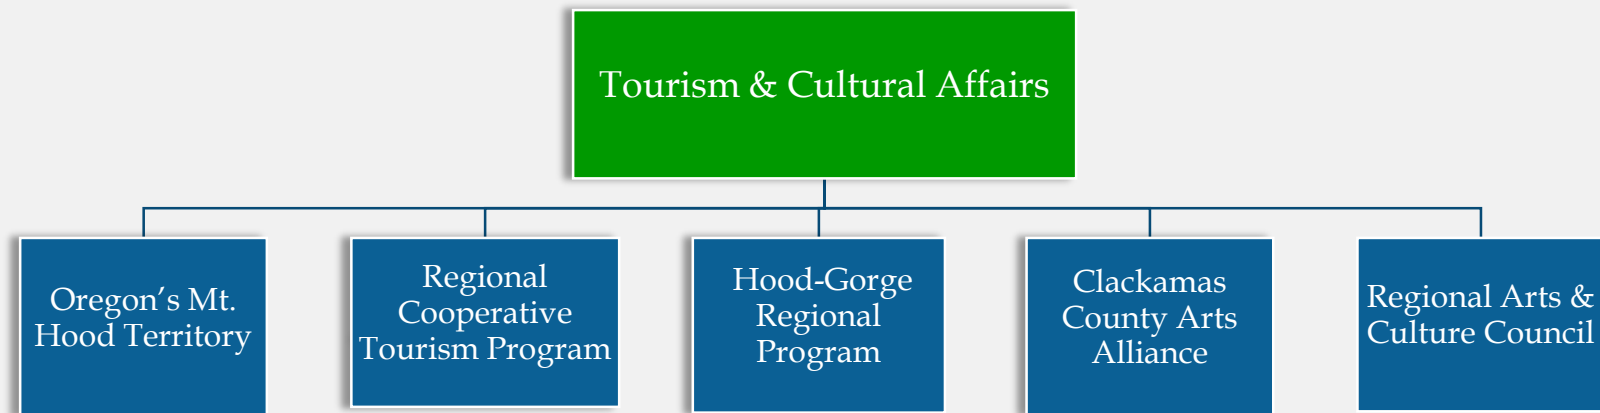 Tourism & Cultural Affairs
Oregon’s Mt.
Hood Territory
Regional
Cooperative
Tourism Program
Hood-Gorge
Regional
Program
Clackamas
County Arts
Alliance
Regional Arts &
Culture Council